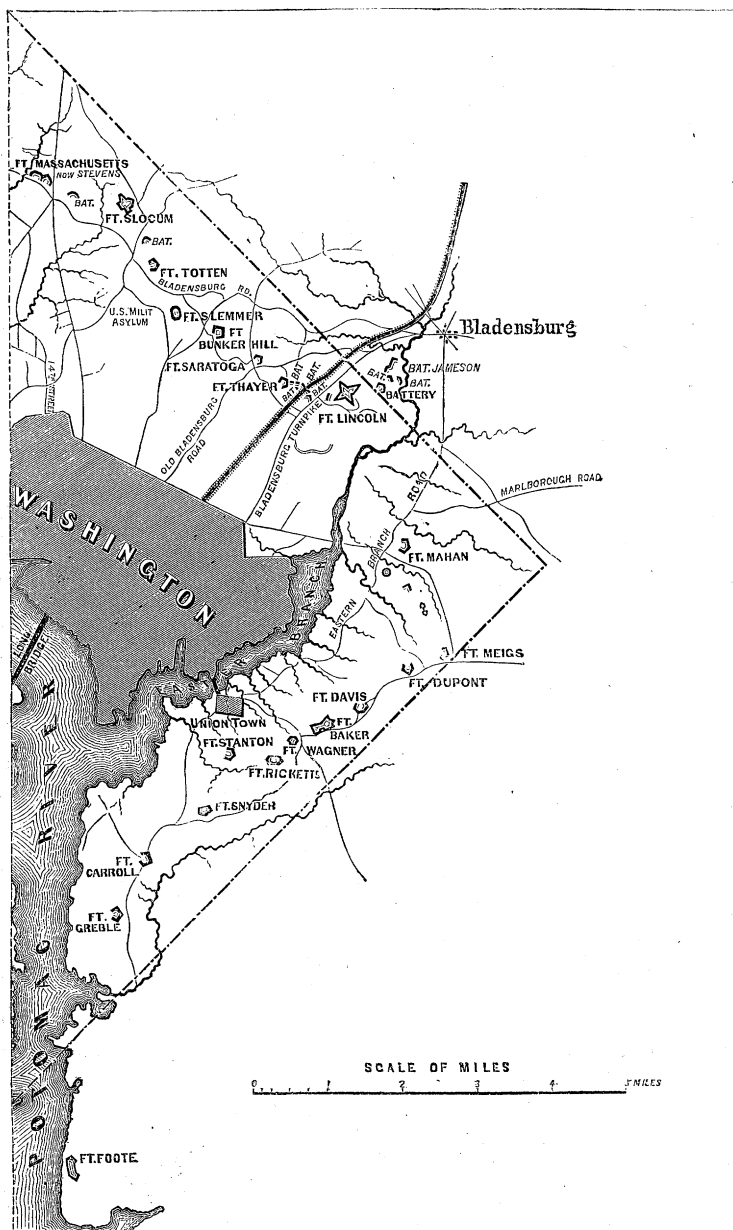 FT. MASSACHUSETTS
NOW STEVENS
BAT.
FT. SLOCUM
BAT.
FT. TOTTEN
BLADENSBURG RD.
U.S. MILIT
ASYLUM
FT. SLEMMER
FT
BUNKER HILL
Bladensburg
FT. SARATOGA
14TH STREET
FT. THAYER
BAT.
BAT
BAT.
BAT. JAMESON
BAT.
BAT.
BATTERY
FT. LINCOLN
OLD BLADENSBURG
ROAD
BLADENSBURG TURNPIKE
MARLBOROUGH ROAD
WASHINGTON
FT. MAHAN
EASTERN BRANCH ROAD
EASTERN BRANCH
LONG
BRIDGE
FT. MEIGS
FT. DUPONT
FT. DAVIS
UNION TOWN
FT.
BAKER
FT. STANTON
FT.
WAGNER
FT. RICKETTS
FT. SNYDER
FT.
CARROLL
FT.
GREBLE
POTOMAC RIVER
SCALE OF MILES
0 1 2 3 4 5 MILES
FT. FOOTE